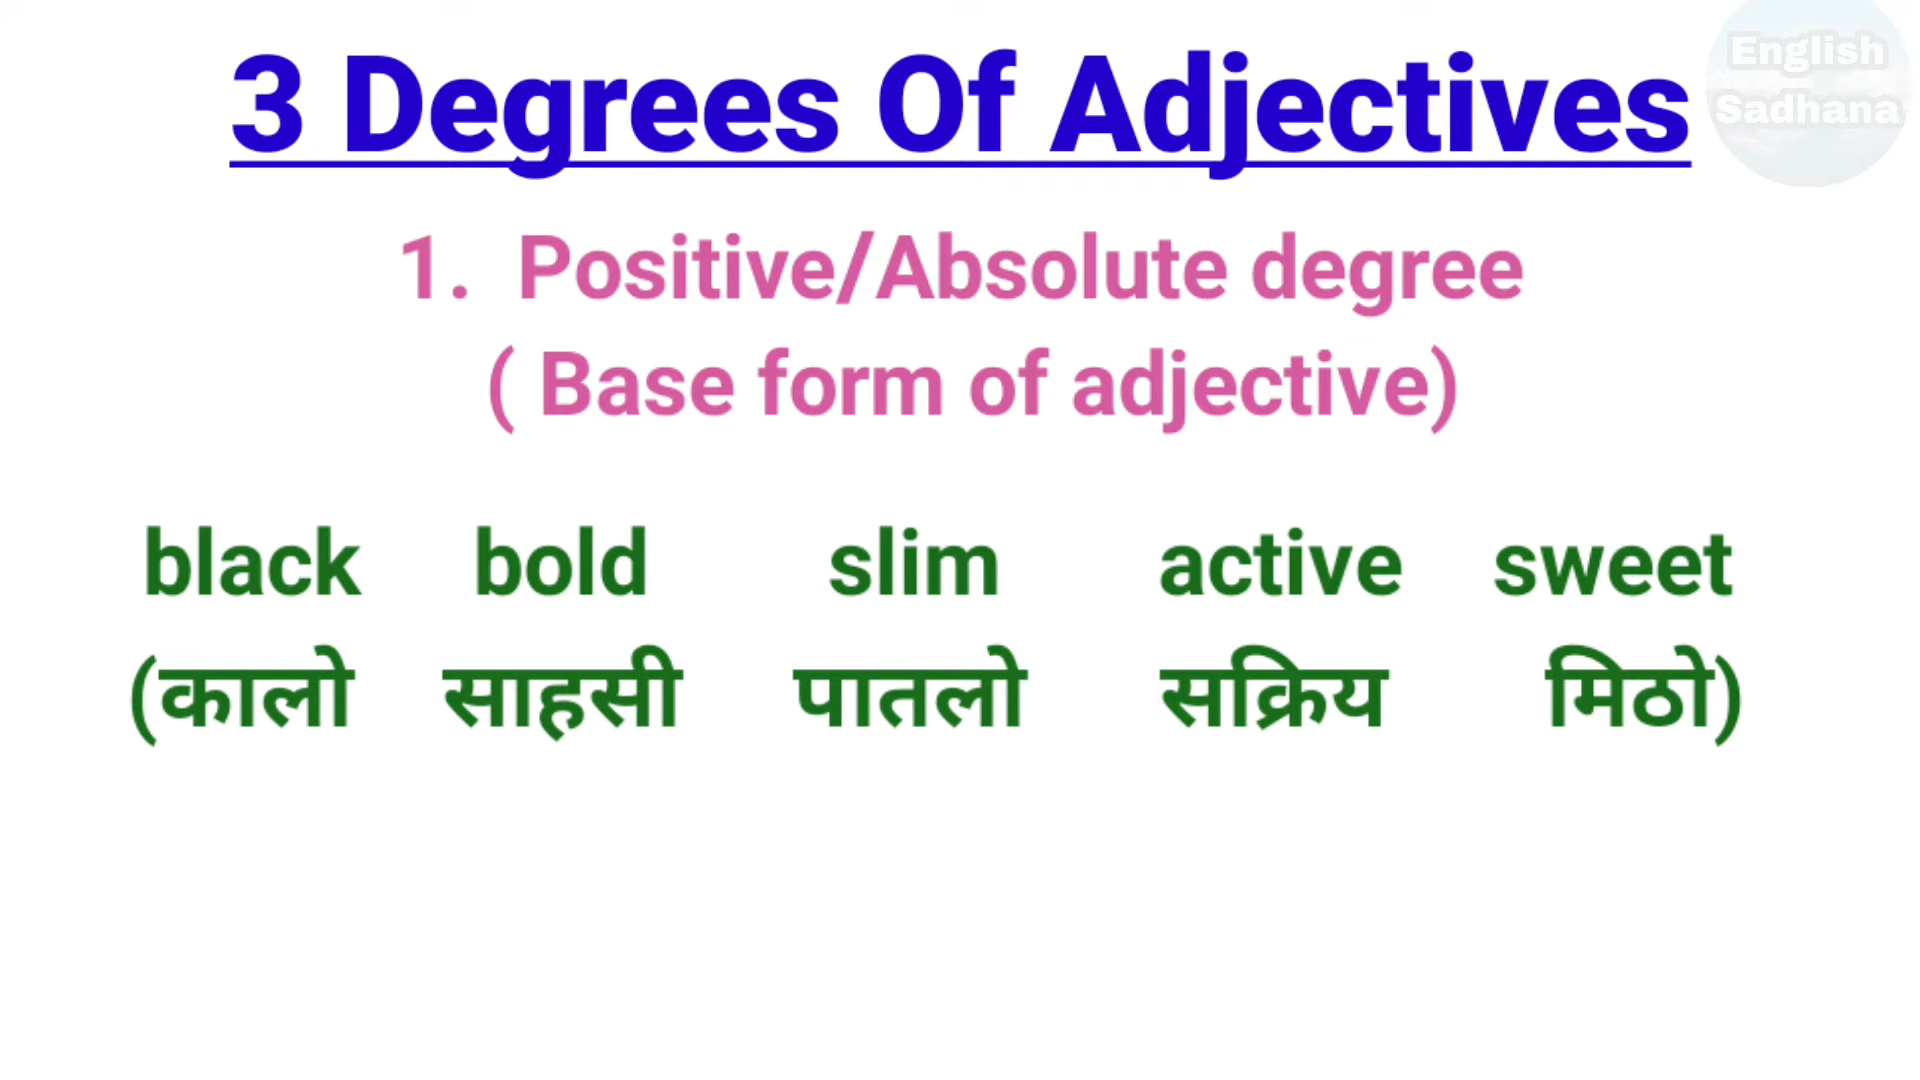 3 Degrees Of Adjectives
English
Sadhana
1. Positive/Absolute degree
( Base form of adjective)
black bold slim active sweet
(कालो साहसी पातलो सक्रिय मिठो)